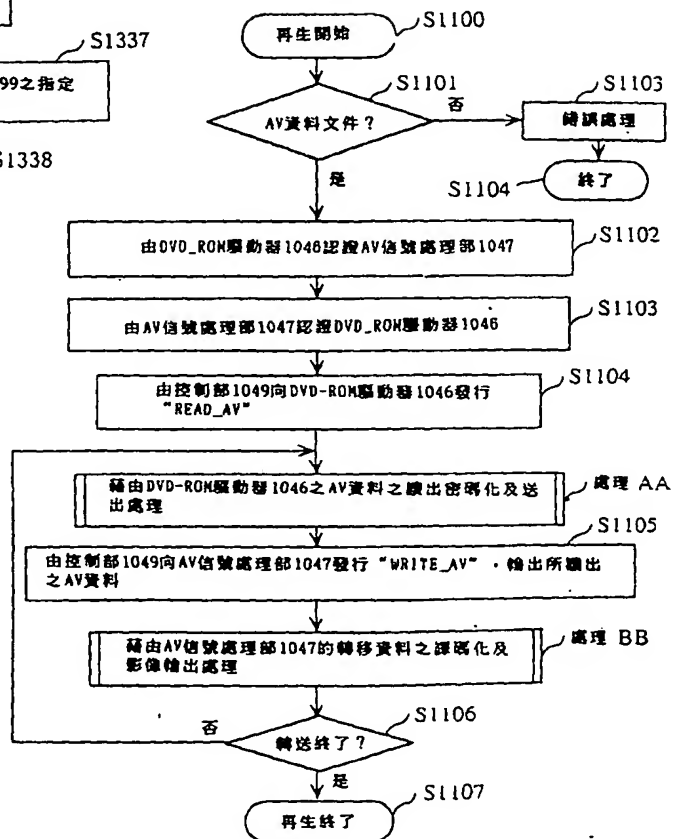 S1337
99之指定
S1338
再生開始
S1100
AV資料文件?
S1101
否
錯誤處理
S1103
終了
S1104
是
由DVD_ROM驅動器1046認證AV信號處理部1047
S1102
由AV信號處理部1047認證DVD_ROM驅動器1046
S1103
由控制部1049向DVD-ROM驅動器1046發行
“READ_AV”
S1104
藉由DVD-ROM驅動器1046之AV資料之讀出密碼化及送
出處理
處理 AA
S1105
由控制部1049向AV信號處理部1047發行“WRITE_AV”,輸出所讀出
之AV資料
藉由AV信號處理部1047的轉移資料之譯碼化及
影像輸出處理
處理 BB
轉送終了?
S1106
否
是
再生終了
S1107